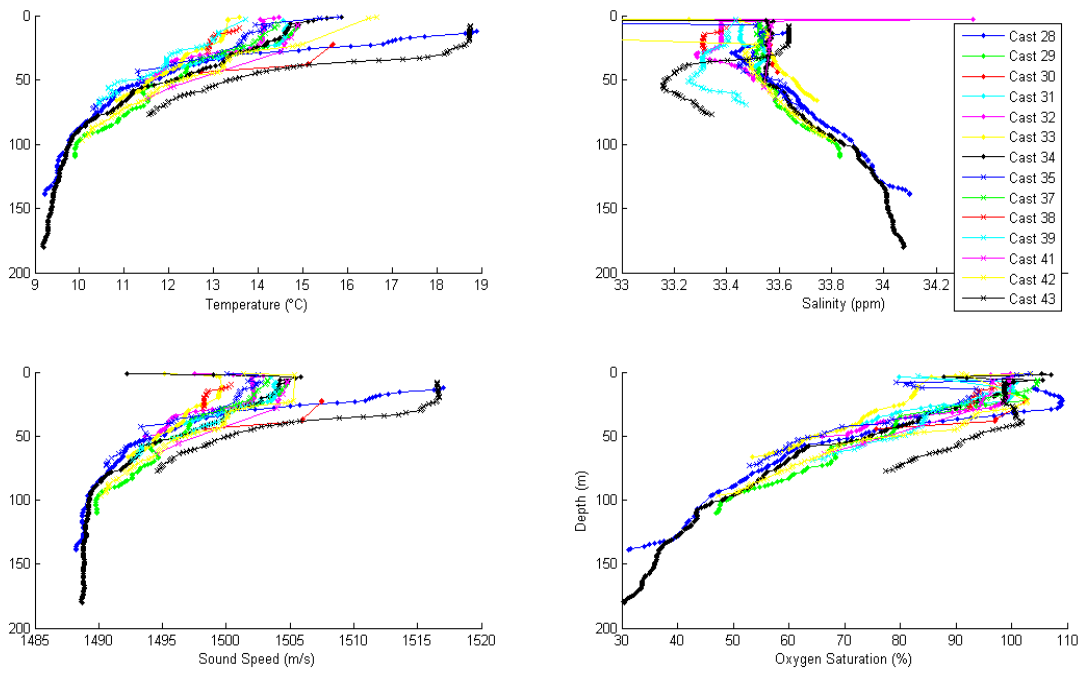 0
50
100
150
200
9 10 11 12 13 14 15 16 17 18 19
Temperature (°C)
0
50
100
150
200
33 33.2 33.4 33.6 33.8 34 34.2
Salinity (ppm)
Cast 28
Cast 29
Cast 30
Cast 31
Cast 32
Cast 33
Cast 34
Cast 35
Cast 37
Cast 38
Cast 39
Cast 41
Cast 42
Cast 43
0
50
100
150
200
1485 1490 1495 1500 1505 1510 1515 1520
Sound Speed (m/s)
Depth (m)
0
50
100
150
200
30 40 50 60 70 80 90 100 110
Oxygen Saturation (%)